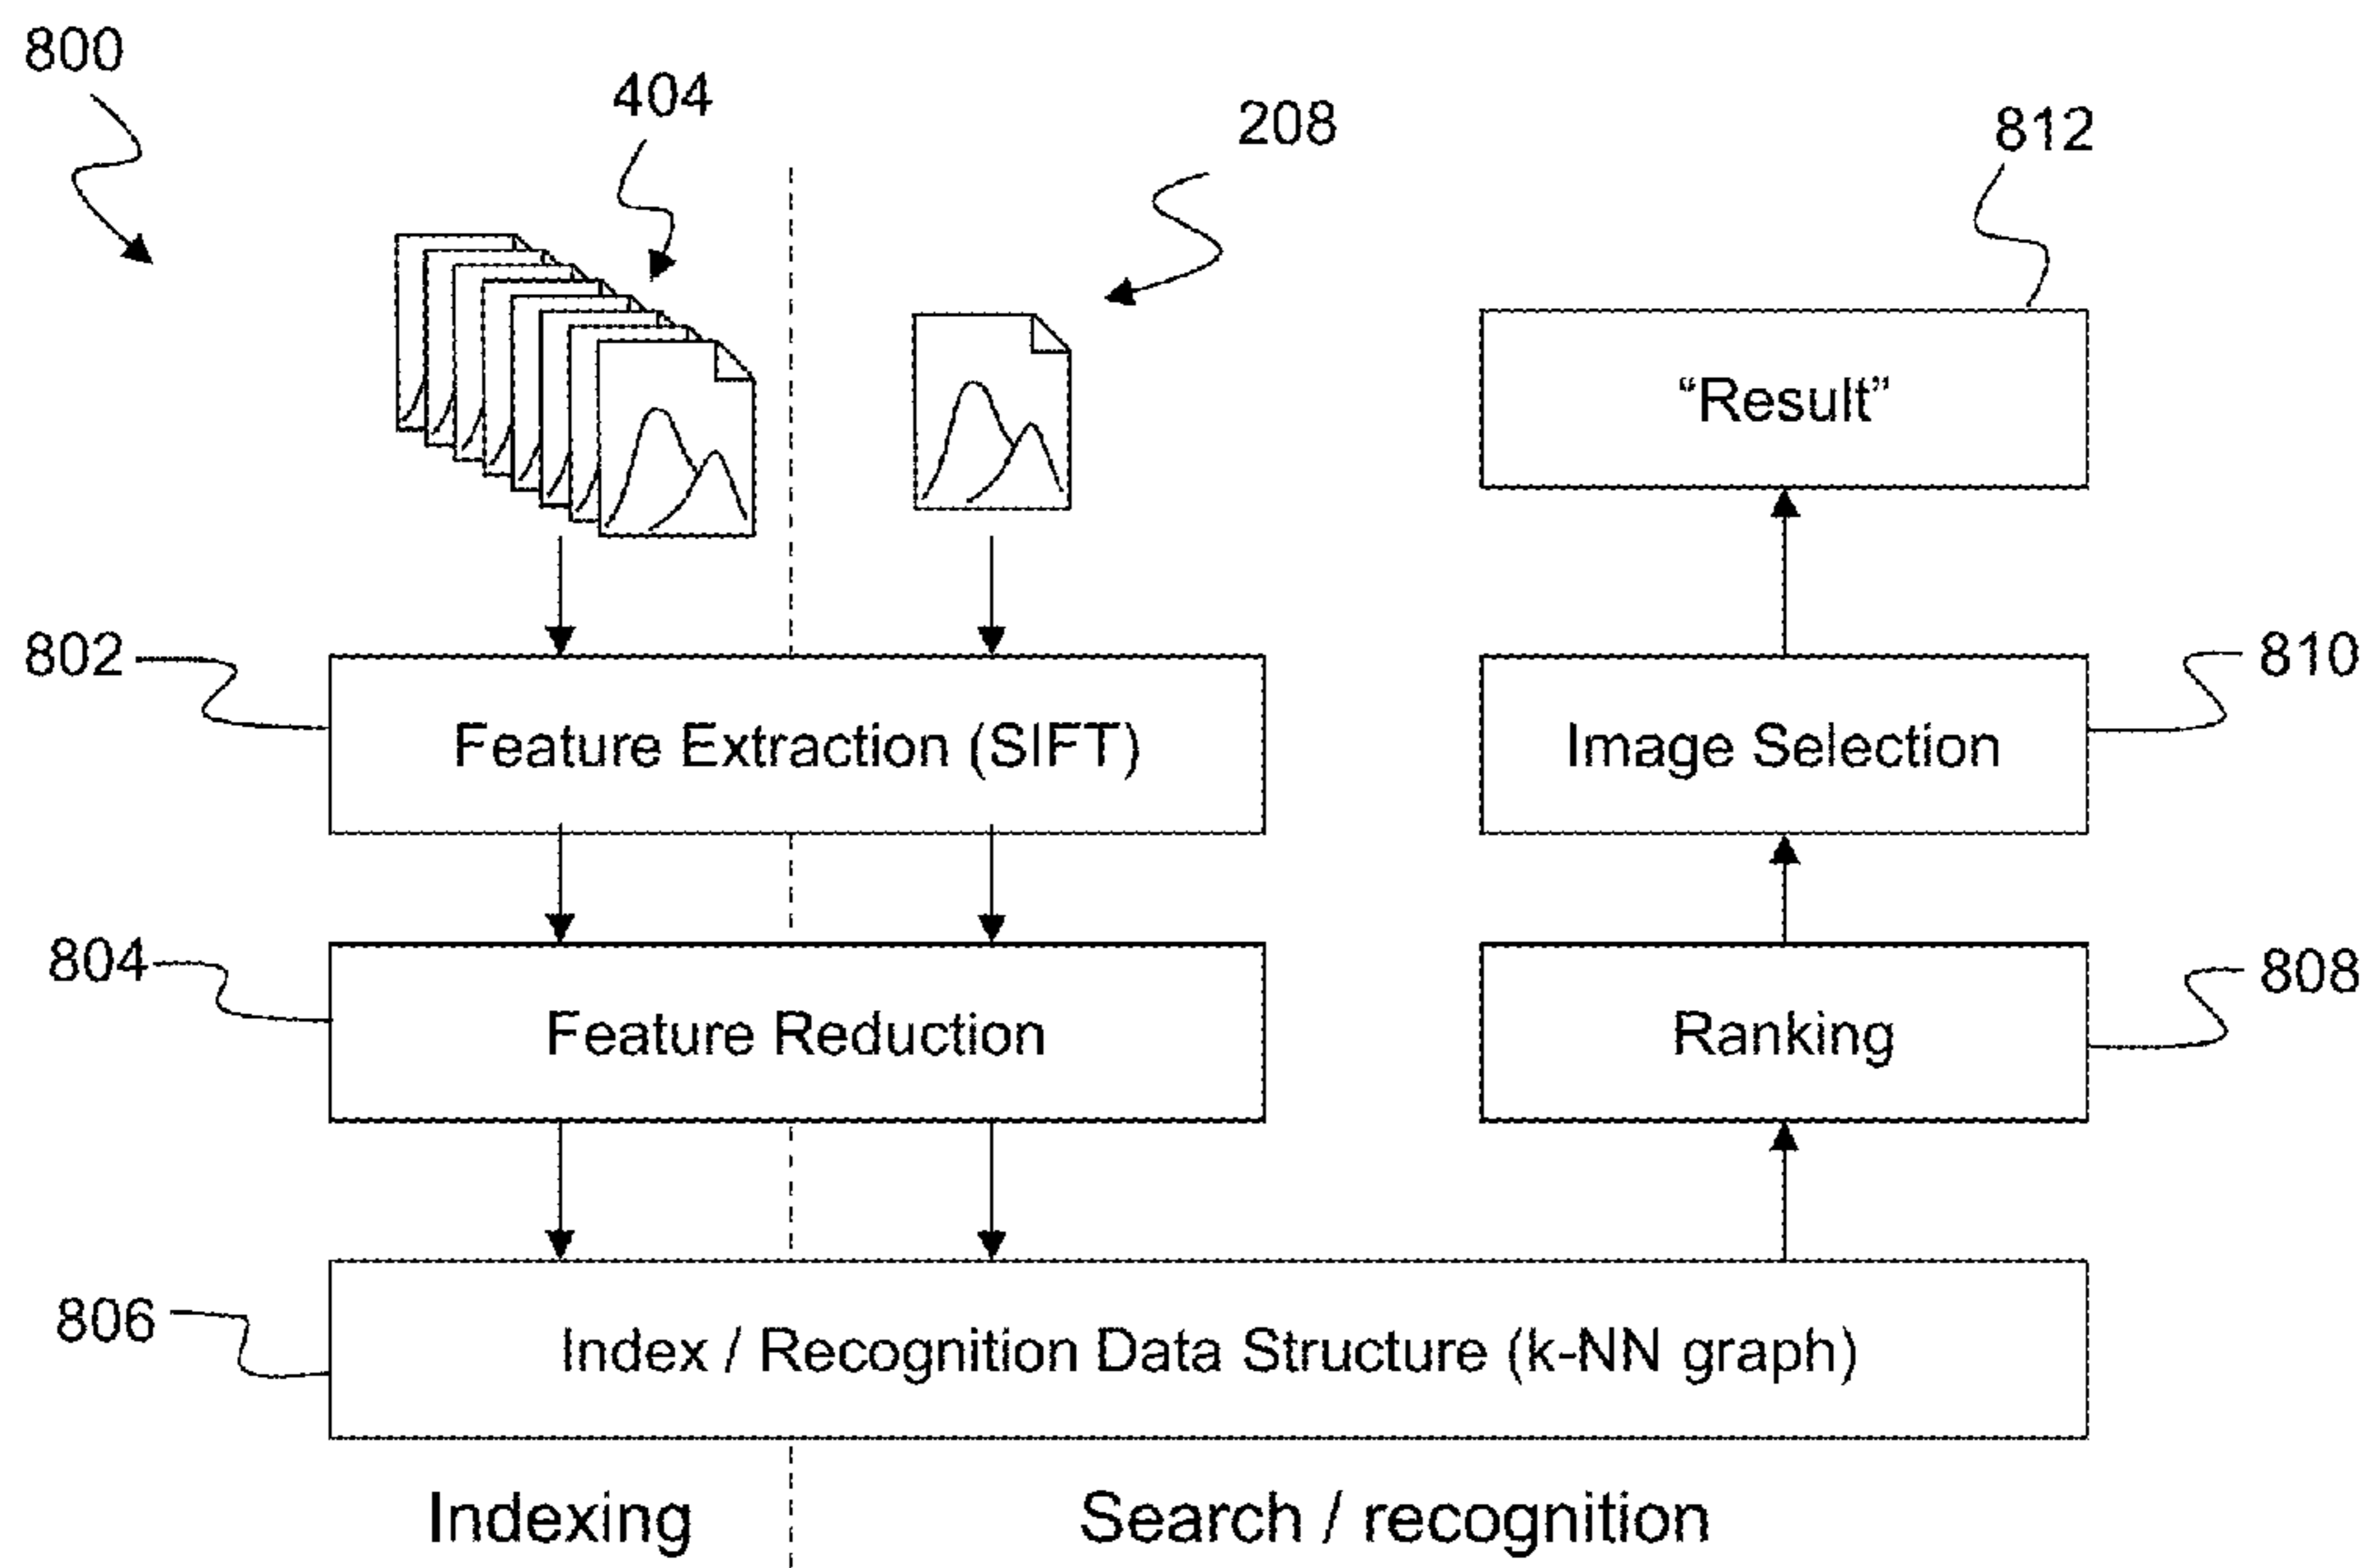 800
404
208
812
“Result”
802
Feature Extraction (SIFT)
Image Selection
810
804
Feature Reduction
Ranking
808
806
Index / Recognition Data Structure (k-NN graph)
Indexing
Search / recognition